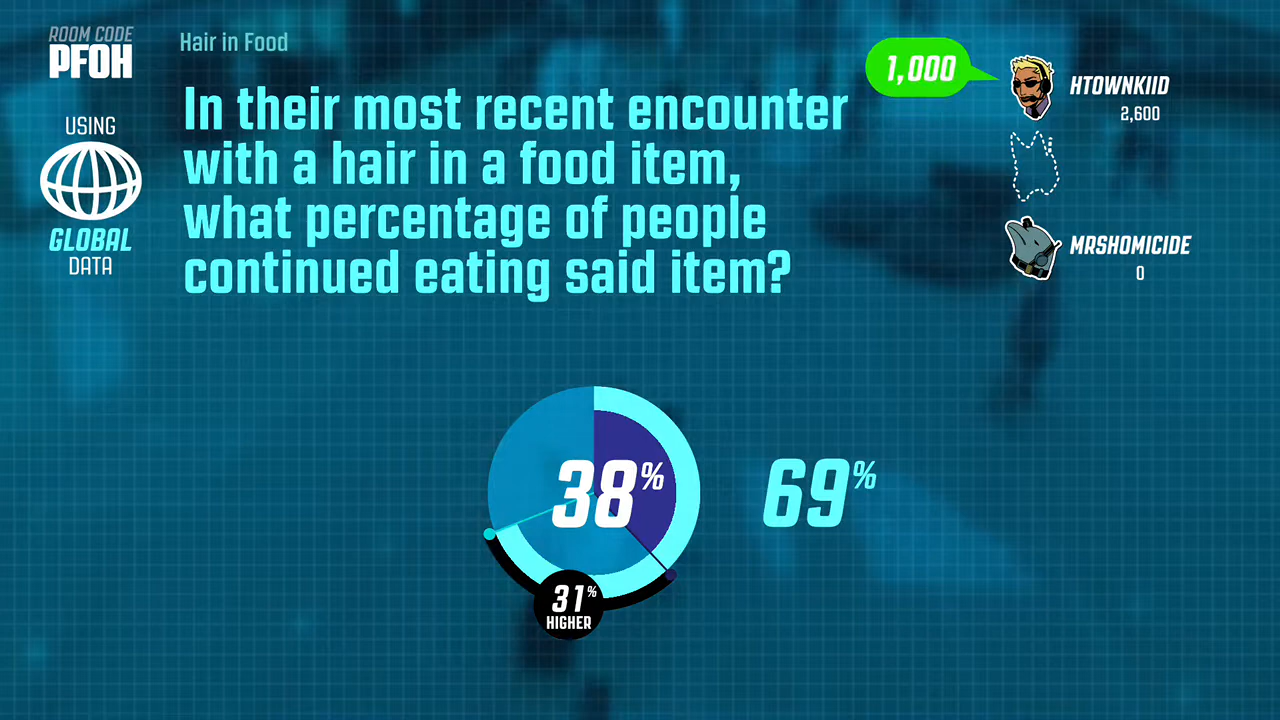 ROOM CODE
PFOH
USING
GLOBAL
DATA
Hair in Food
In their most recent encounter
with a hair in a food item,
what percentage of people
continued eating said item?
1,000
HTOWNKIID
2,600
MRSHOMICIDE
0
38%
69%
31%
HIGHER